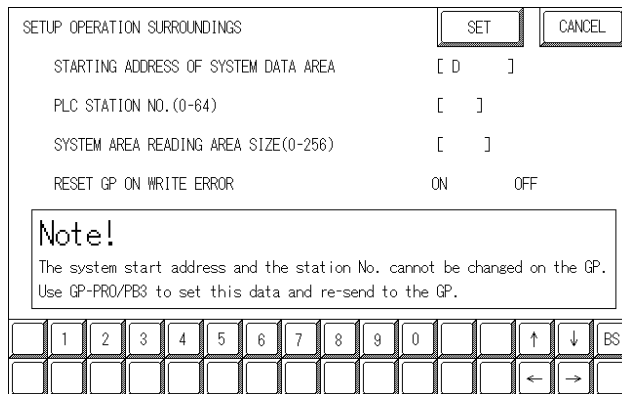 SETUP OPERATION SURROUNDINGS SET CANCEL
STARTING ADDRESS OF SYSTEM DATA AREA [ D ]
PLC STATION NO.(0-64) [ ]
SYSTEM AREA READING AREA SIZE(0-256) [ ]
RESET GP ON WRITE ERROR ON OFF
Note!
The system start address and the station No. cannot be changed on the GP.
Use GP-PRO/PB3 to set this data and re-send to the GP.
1 2 3 4 5 6 7 8 9 0 ↑ ↓ BS
← →